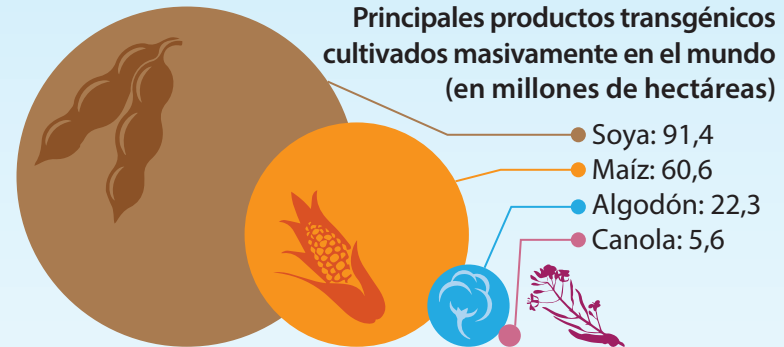 Principales productos transgénicos
cultivados masivamente en el mundo
(en millones de hectáreas)
Soya: 91,4
Maíz: 60,6
Algodón: 22,3
Canola: 5,6